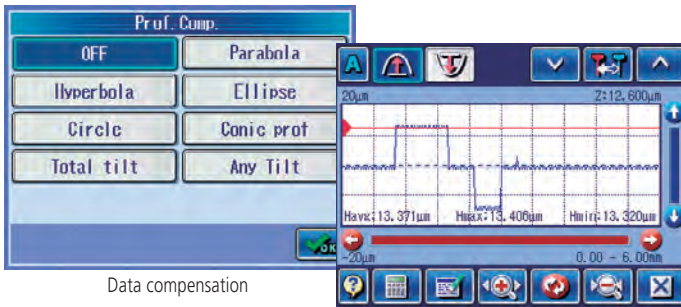 Prof. Comp.
OFF
Parabola
Hyperbola
Ellipse
Circle
Conic prof
Total tilt
Any Tilt
OK
Data compensation
A
20µm
Z:12.600µm
Havg:13.371µm
Hmax:13.406µm
Hmin:13.320µm
-20µm
0.00 - 6.00mm